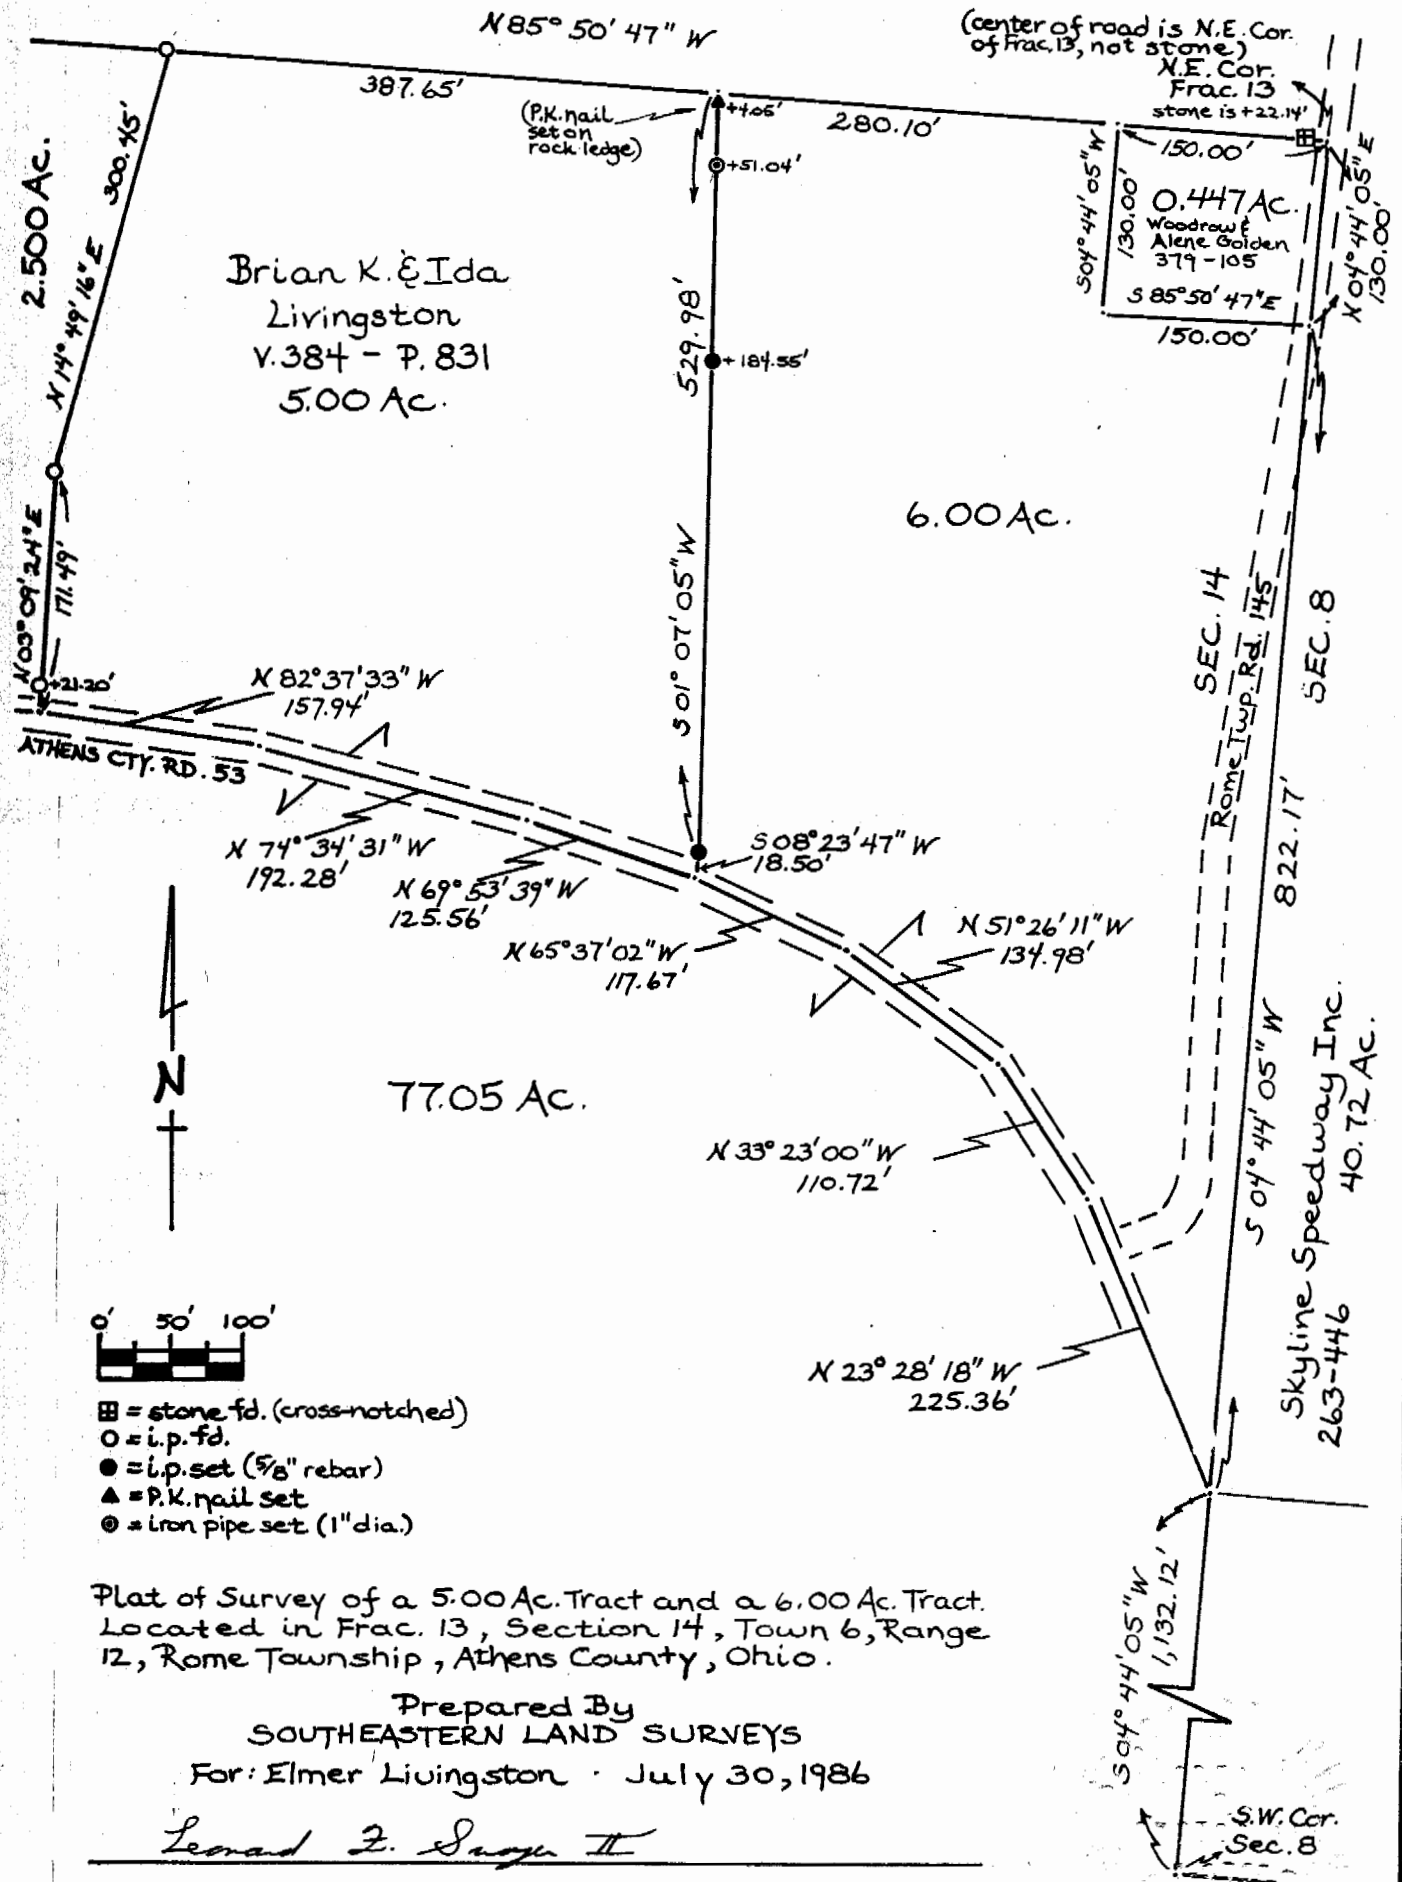 N 85° 50' 47" W
(center of road is N.E. Cor.
of Frac. 13, not stone)
N.E. Cor.
Frac. 13
stone is +22.14'
387.65'
(P.K. nail
set on
rock ledge)
+4.05'
280.10'
150.00'
+51.04'
S 04° 44' 05" W
130.00'
0.447 Ac.
Woodrow &
Alene Golden
379-105
S 85° 50' 47" E
150.00'
N 04° 44' 05" E
130.00'
2.500 Ac.
N 14° 49' 16" E 300.45'
Brian K. & Ida
Livingston
V. 384 - P. 831
5.00 Ac.
529.98'
+184.55'
S 01° 07' 05" W
6.00 Ac.
N 03° 09' 24" E
171.49'
+21.20'
SEC. 14
Rome Twp. Rd. 145
SEC. 8
822.17'
S 04° 44' 05" W
N 82° 37' 33" W
157.94'
ATHENS CTY. RD. 53
N 74° 34' 31" W
192.28'
N 69° 53' 39" W
125.56'
S 08° 23' 47" W
18.50'
N 65° 37' 02" W
117.67'
N 51° 26' 11" W
134.98'
N
77.05 Ac.
N 33° 23' 00" W
110.72'
Skyline Speedway Inc.
263-446 40.72 Ac.
N 23° 28' 18" W
225.36'
0' 50' 100'
= stone fd. (cross-notched)
= i.p. fd.
= i.p. set (5/8" rebar)
= P.K. nail set
= iron pipe set (1" dia.)
S 04° 44' 05" W
1,132.12'
Plat of Survey of a 5.00 Ac. Tract and a 6.00 Ac. Tract.
Located in Frac. 13, Section 14, Town 6, Range
12, Rome Township, Athens County, Ohio.
Prepared By
SOUTHEASTERN LAND SURVEYS
For: Elmer Livingston · July 30, 1986
Leonard II
S.W. Cor.
Sec. 8